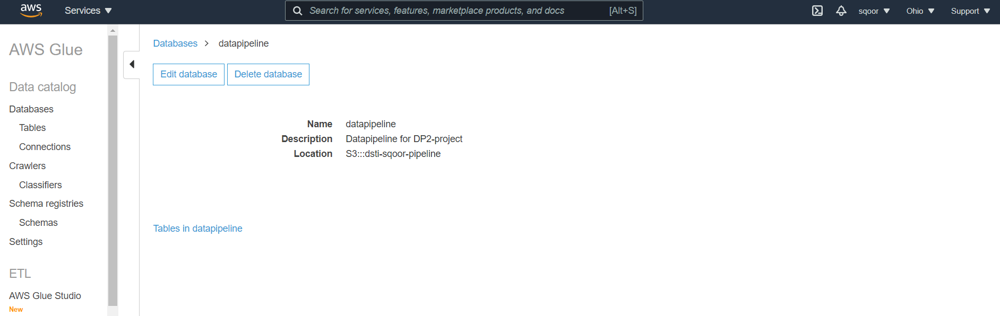 aws Services Search for services, features, marketplace products, and docs [Alt+S] sqoor Ohio Support
AWS Glue
Data catalog
Databases
Tables
Connections
Crawlers
Classifiers
Schema registries
Schemas
Settings
ETL
AWS Glue Studio
New
Databases > datapipeline
Edit database Delete database
Name datapipeline
Description Datapipeline for DP2-project
Location S3:::dsti-sqoor-pipeline
Tables in datapipeline